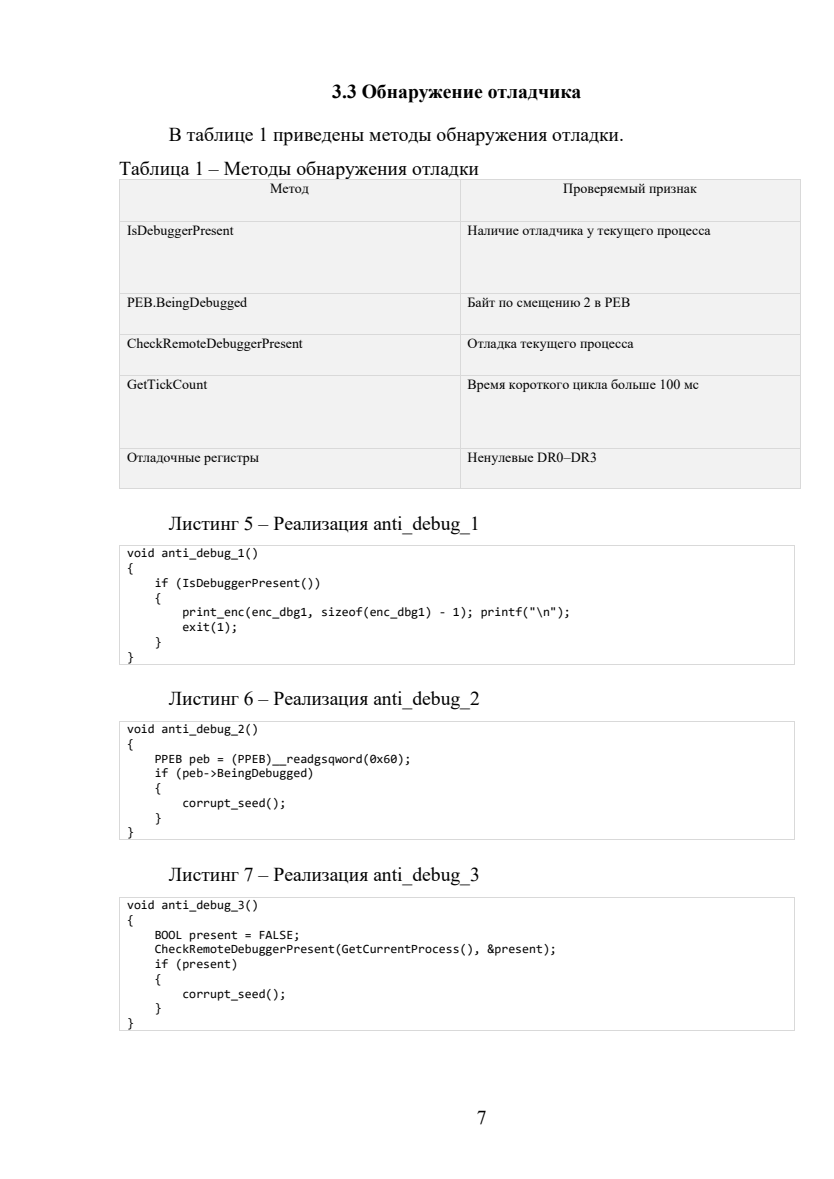 3.3 Обнаружение отладчика
В таблице 1 приведены методы обнаружения отладки.
Таблица 1 – Методы обнаружения отладки
Метод Проверяемый признак
IsDebuggerPresent Наличие отладчика у текущего процесса
PEB.BeingDebugged Байт по смещению 2 в PEB
CheckRemoteDebuggerPresent Отладка текущего процесса
GetTickCount Время короткого цикла больше 100 мс
Отладочные регистры Ненулевые DR0–DR3
Листинг 5 – Реализация anti_debug_1
void anti_debug_1()
{
    if (IsDebuggerPresent())
    {
        print_enc(enc_dbg1, sizeof(enc_dbg1) - 1); printf("\n");
        exit(1);
    }
}
Листинг 6 – Реализация anti_debug_2
void anti_debug_2()
{
    PPEB peb = (PPEB)__readgsqword(0x60);
    if (peb->BeingDebugged)
    {
        corrupt_seed();
    }
}
Листинг 7 – Реализация anti_debug_3
void anti_debug_3()
{
    BOOL present = FALSE;
    CheckRemoteDebuggerPresent(GetCurrentProcess(), &present);
    if (present)
    {
        corrupt_seed();
    }
}
7